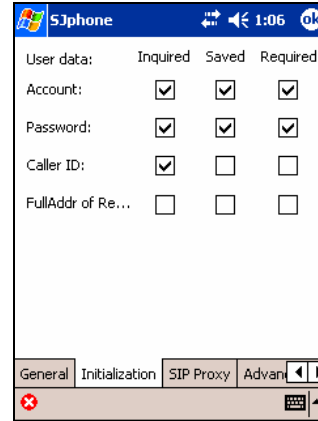 SJphone 1:06 ok
User data: Inquired Saved Required
Account:
Password:
Caller ID:
FullAddr of Re...
General Initialization SIP Proxy Advan